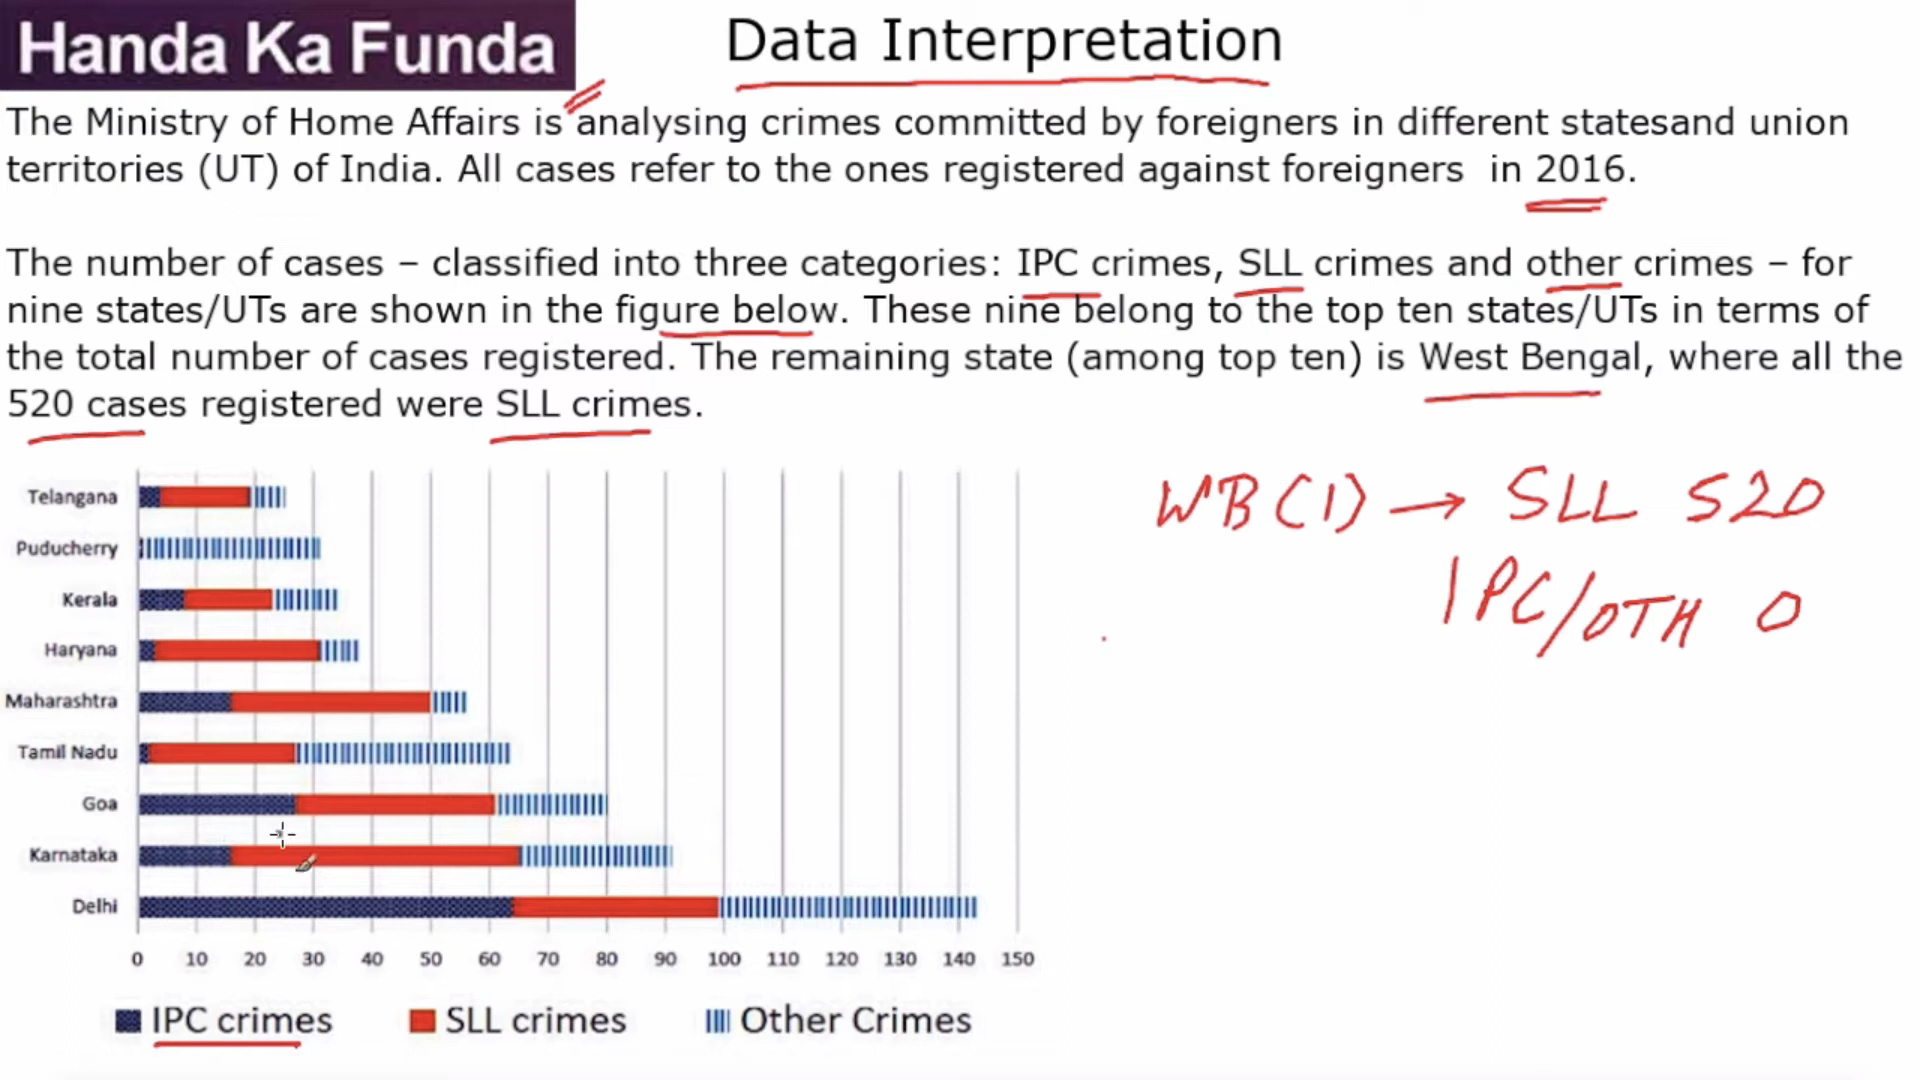 Handa Ka Funda
Data Interpretation
The Ministry of Home Affairs is analysing crimes committed by foreigners in different statesand union
territories (UT) of India. All cases refer to the ones registered against foreigners in 2016.
The number of cases – classified into three categories: IPC crimes, SLL crimes and other crimes – for
nine states/UTs are shown in the figure below. These nine belong to the top ten states/UTs in terms of
the total number of cases registered. The remaining state (among top ten) is West Bengal, where all the
520 cases registered were SLL crimes.
WB(1) → SLL 520
IPC/OTH 0
Telangana
Puducherry
Kerala
Haryana
Maharashtra
Tamil Nadu
Goa
Karnataka
Delhi
0 10 20 30 40 50 60 70 80 90 100 110 120 130 140 150
IPC crimes SLL crimes Other Crimes